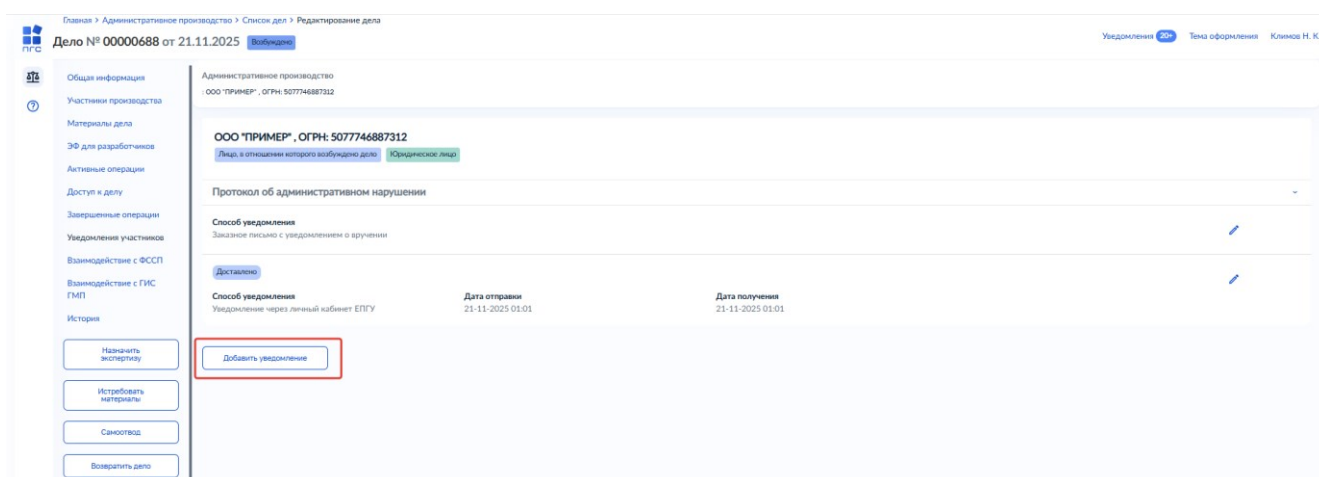 Главная > Административное производство > Список дел > Редактирование дела
ПГС
Дело № 00000688 от 21.11.2025 Возбуждено
Уведомления 20+ Тема оформления Климов Н. К
Общая информация
Участники производства
Материалы дела
ЭФ для разработчиков
Активные операции
Доступ к делу
Завершенные операции
Уведомления участников
Взаимодействие с ФССП
Взаимодействие с ГИС
ГМП
История
Назначить
экспертизу
Истребовать
материалы
Самоотвод
Возвратить дело
Административное производство
: ООО "ПРИМЕР" , ОГРН: 5077746887312
ООО "ПРИМЕР" , ОГРН: 5077746887312
Лицо, в отношении которого возбуждено дело Юридическое лицо
Протокол об административном нарушении
Способ уведомления
Заказное письмо с уведомлением о вручении
Доставлено
Способ уведомления Дата отправки Дата получения
Уведомление через личный кабинет ЕПГУ 21-11-2025 01:01 21-11-2025 01:01
Добавить уведомление